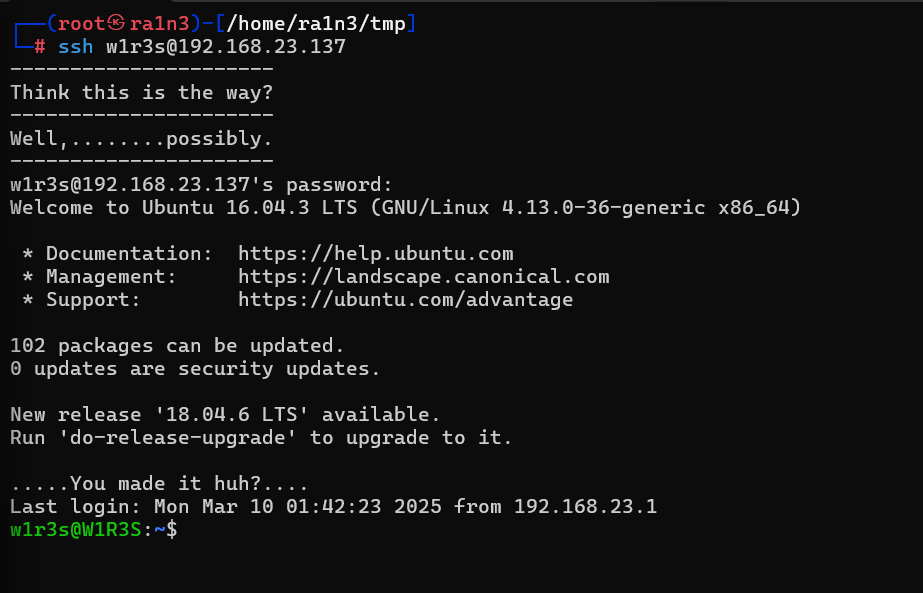 ┌──(root㉿ra1n3)-[/home/ra1n3/tmp]
└─# ssh w1r3s@192.168.23.137
----------------------
Think this is the way?
----------------------
Well,........possibly.
----------------------
w1r3s@192.168.23.137's password:
Welcome to Ubuntu 16.04.3 LTS (GNU/Linux 4.13.0-36-generic x86_64)
 * Documentation:  https://help.ubuntu.com
 * Management:     https://landscape.canonical.com
 * Support:        https://ubuntu.com/advantage
102 packages can be updated.
0 updates are security updates.
New release '18.04.6 LTS' available.
Run 'do-release-upgrade' to upgrade to it.
.....You made it huh?....
Last login: Mon Mar 10 01:42:23 2025 from 192.168.23.1
w1r3s@W1R3S:~$